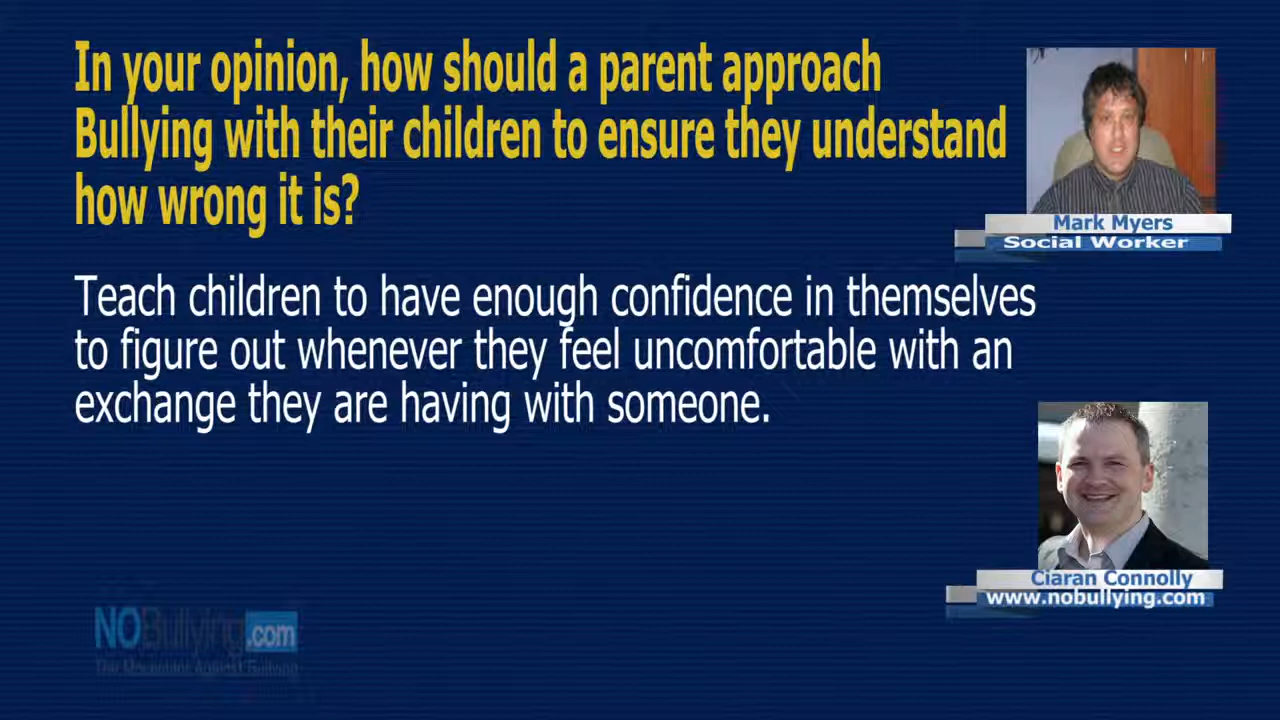 In your opinion, how should a parent approach
Bullying with their children to ensure they understand
how wrong it is?
Mark Myers
Social Worker
Teach children to have enough confidence in themselves
to figure out whenever they feel uncomfortable with an
exchange they are having with someone.
Ciaran Connolly
www.nobullying.com
NOBullying.com
Against Bullying